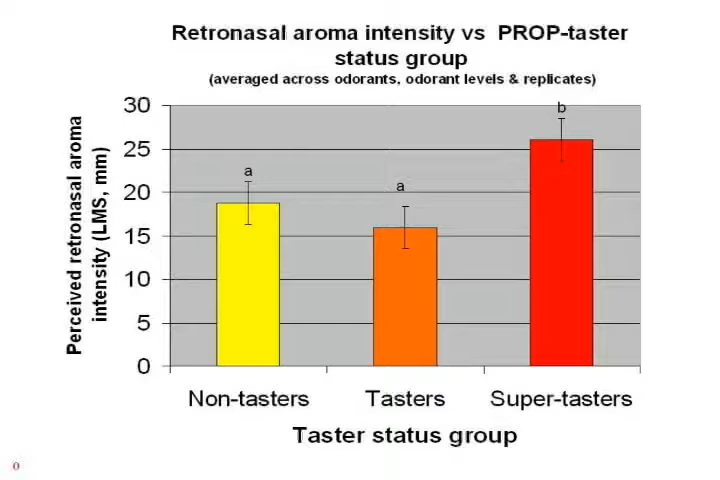 Retronasal aroma intensity vs PROP-taster
status group
(averaged across odorants, odorant levels & replicates)
Perceived retronasal aroma
intensity (LMS, mm)
30
25
20
15
10
5
0
a
a
b
Non-tasters
Tasters
Super-tasters
Taster status group
0